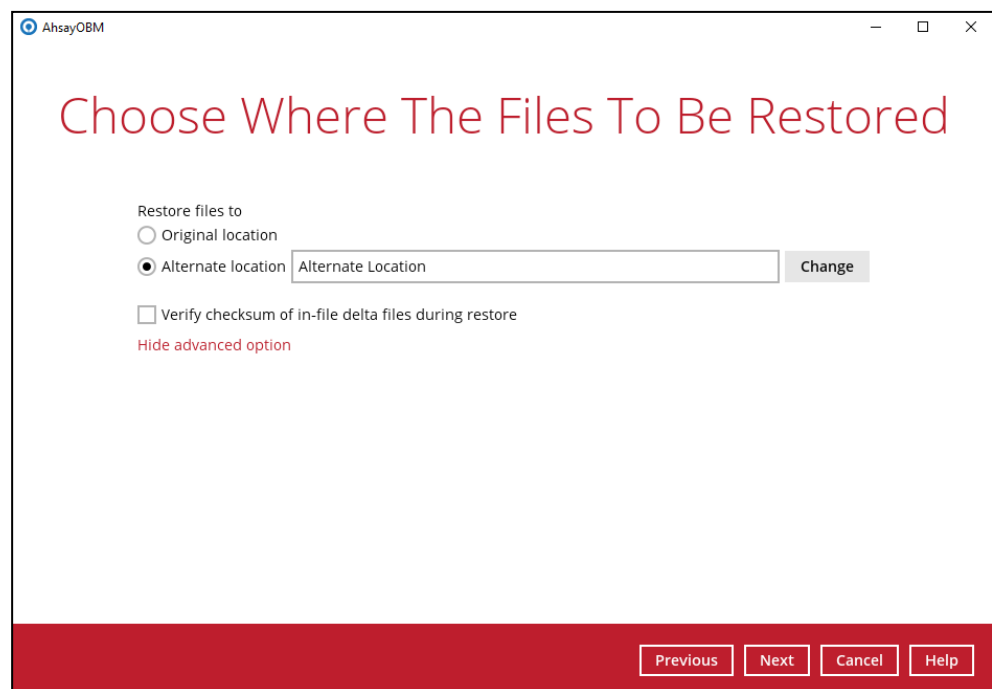 AhsayOBM
Choose Where The Files To Be Restored
Restore files to
Original location
Alternate location Alternate Location Change
Verify checksum of in-file delta files during restore
Hide advanced option
Previous Next Cancel Help